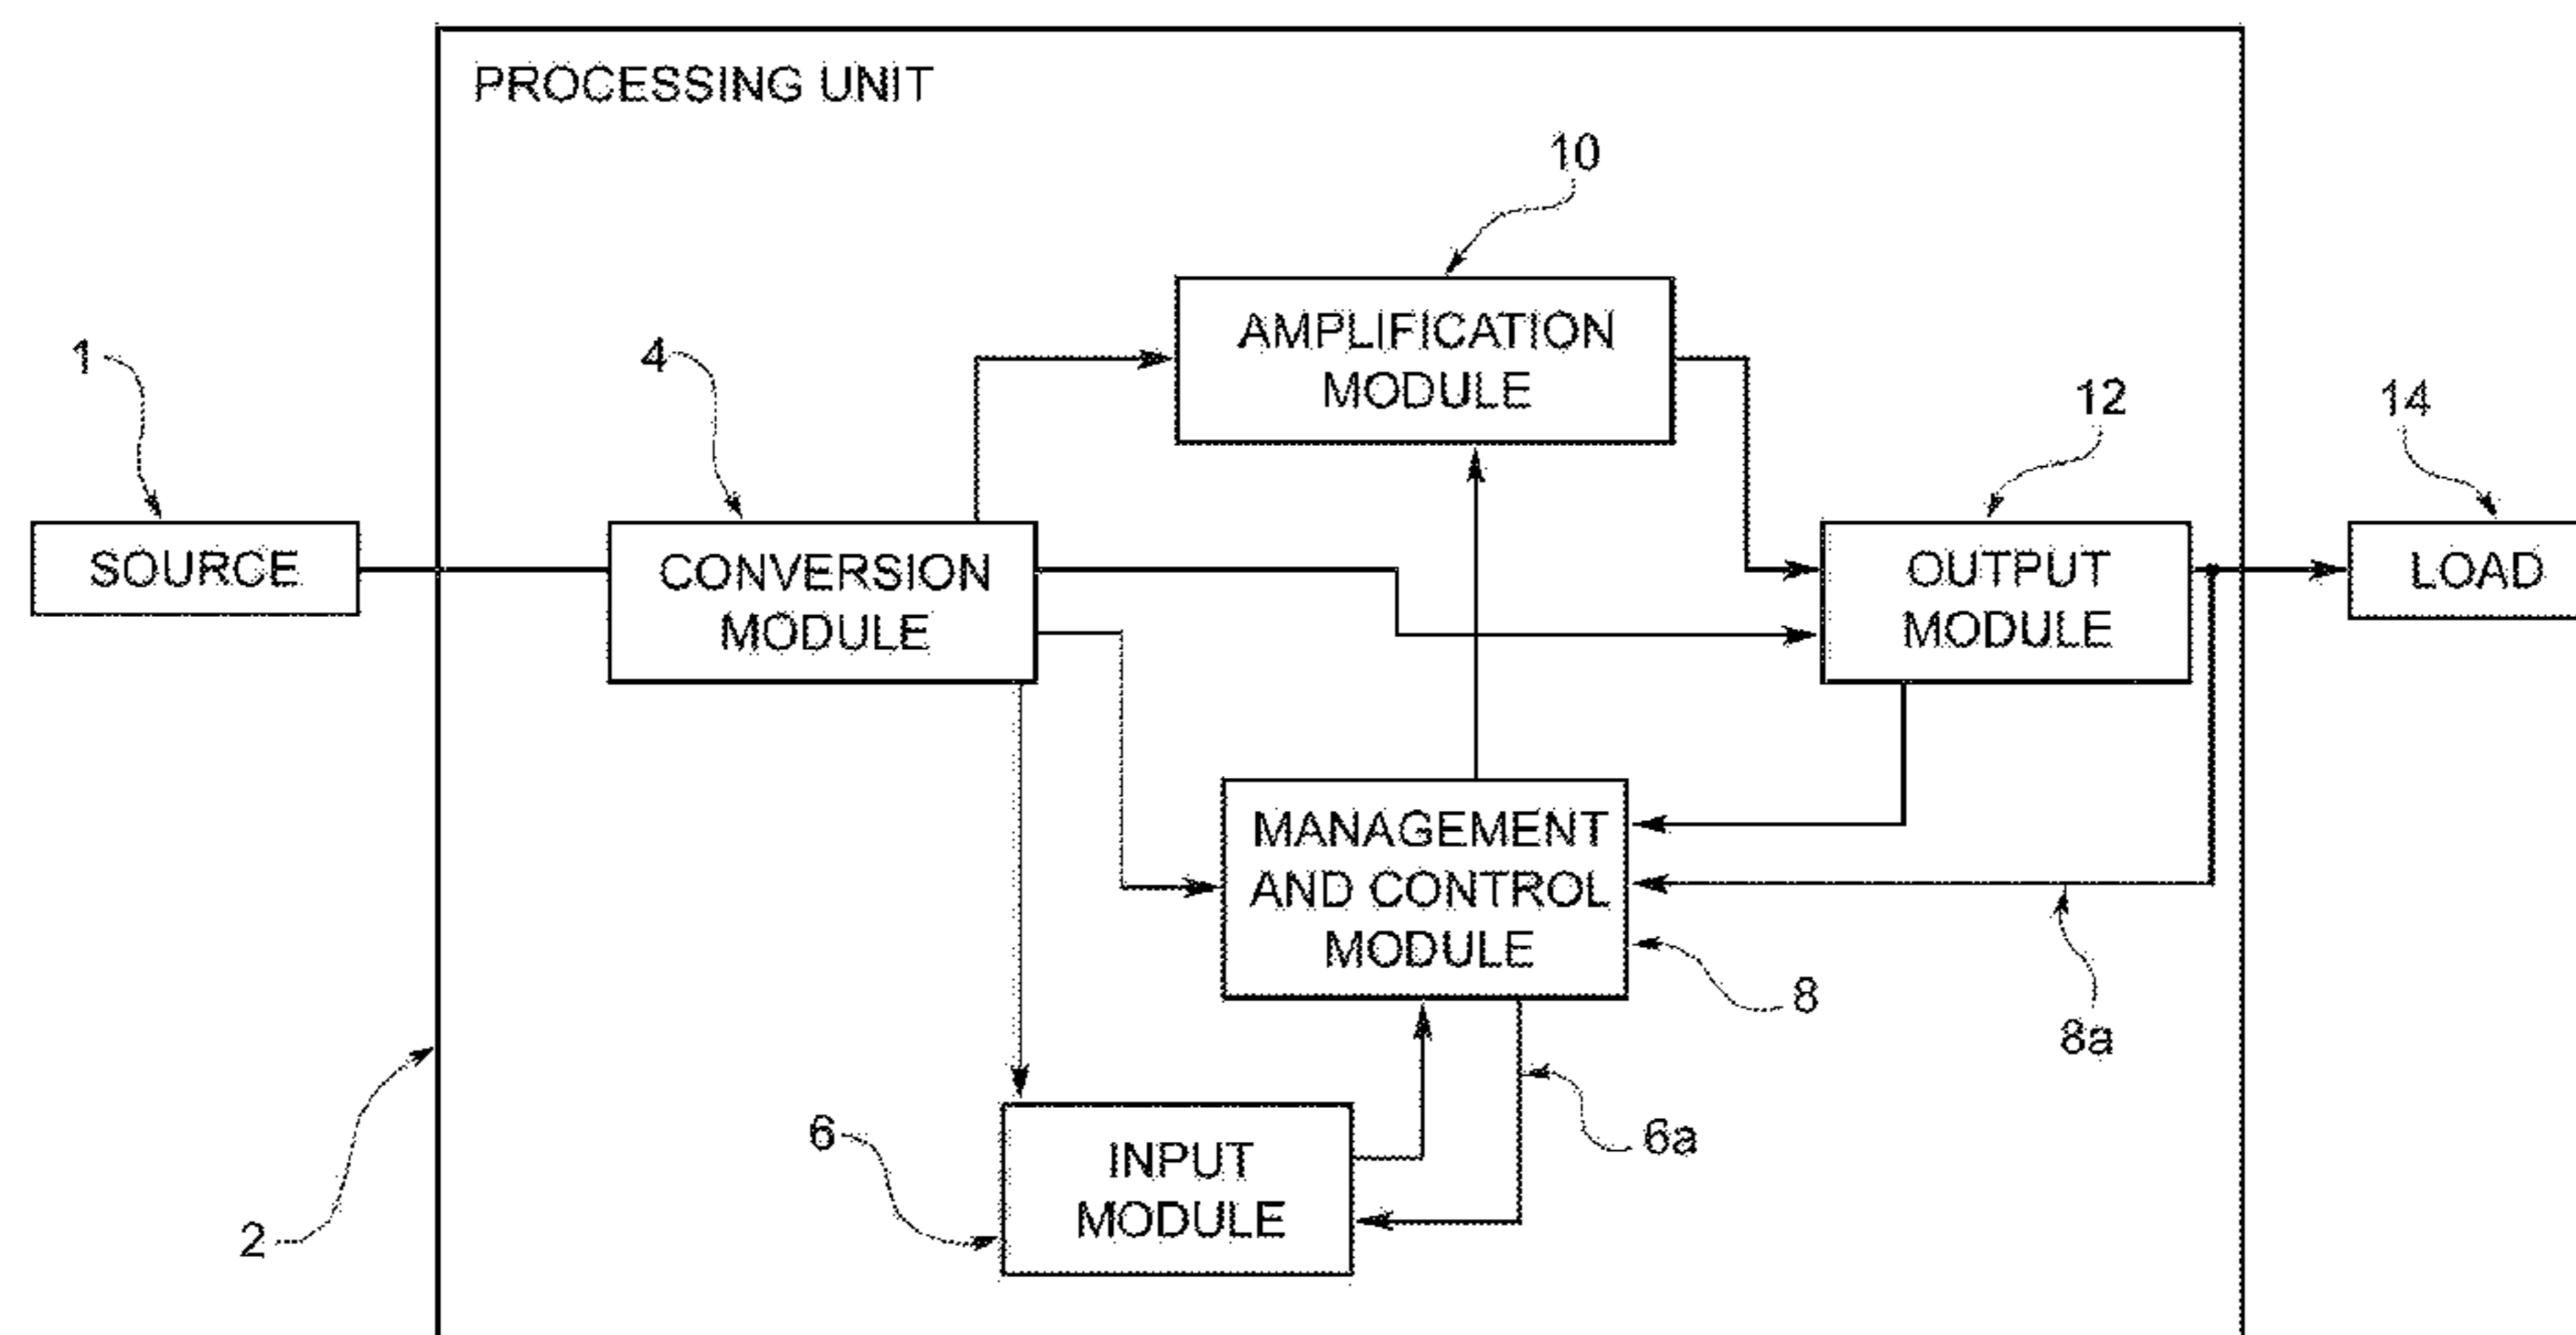 PROCESSING UNIT
10
AMPLIFICATION
MODULE
1
4
12
14
SOURCE
CONVERSION
MODULE
OUTPUT
MODULE
LOAD
MANAGEMENT
AND CONTROL
MODULE
8
8a
6
6a
INPUT
MODULE
2